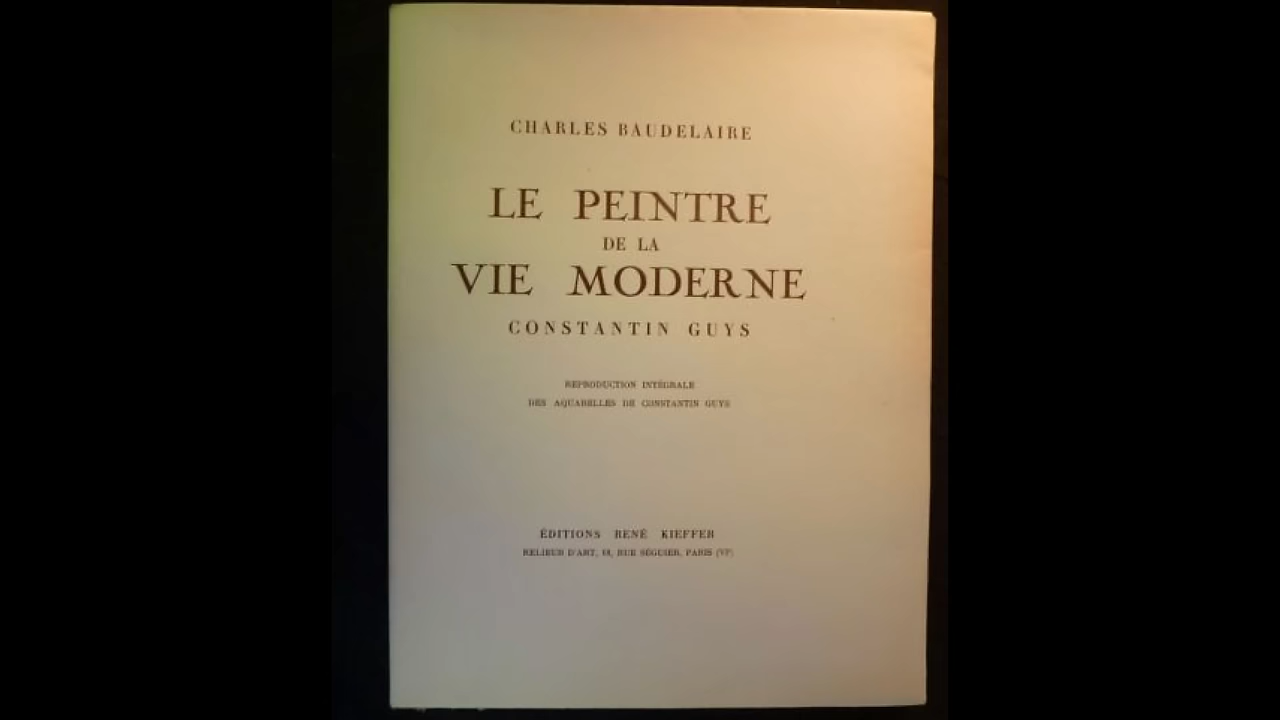 CHARLES BAUDELAIRE
LE PEINTRE
DE LA
VIE MODERNE
CONSTANTIN GUYS
REPRODUCTION INTÉGRALE
DES AQUARELLES DE CONSTANTIN GUYS
ÉDITIONS RENÉ KIEFFER
RELIEUR D'ART, 18, RUE SÉGUIER, PARIS (VIᵉ)